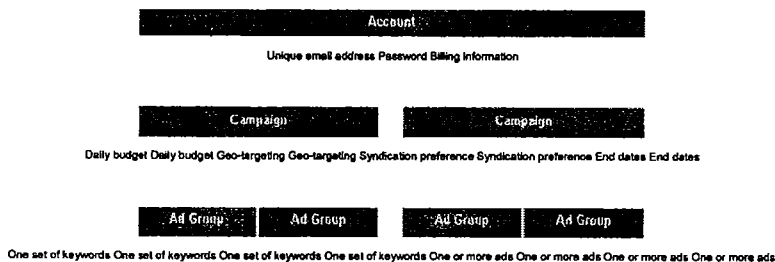 Account
Unique email address Password Billing Information
Campaign Campaign
Daily budget Daily budget Geo-targeting Geo-targeting Syndication preference Syndication preference End dates End dates
Ad Group Ad Group Ad Group Ad Group
One set of keywords One set of keywords One set of keywords One set of keywords One or more ads One or more ads One or more ads One or more ads